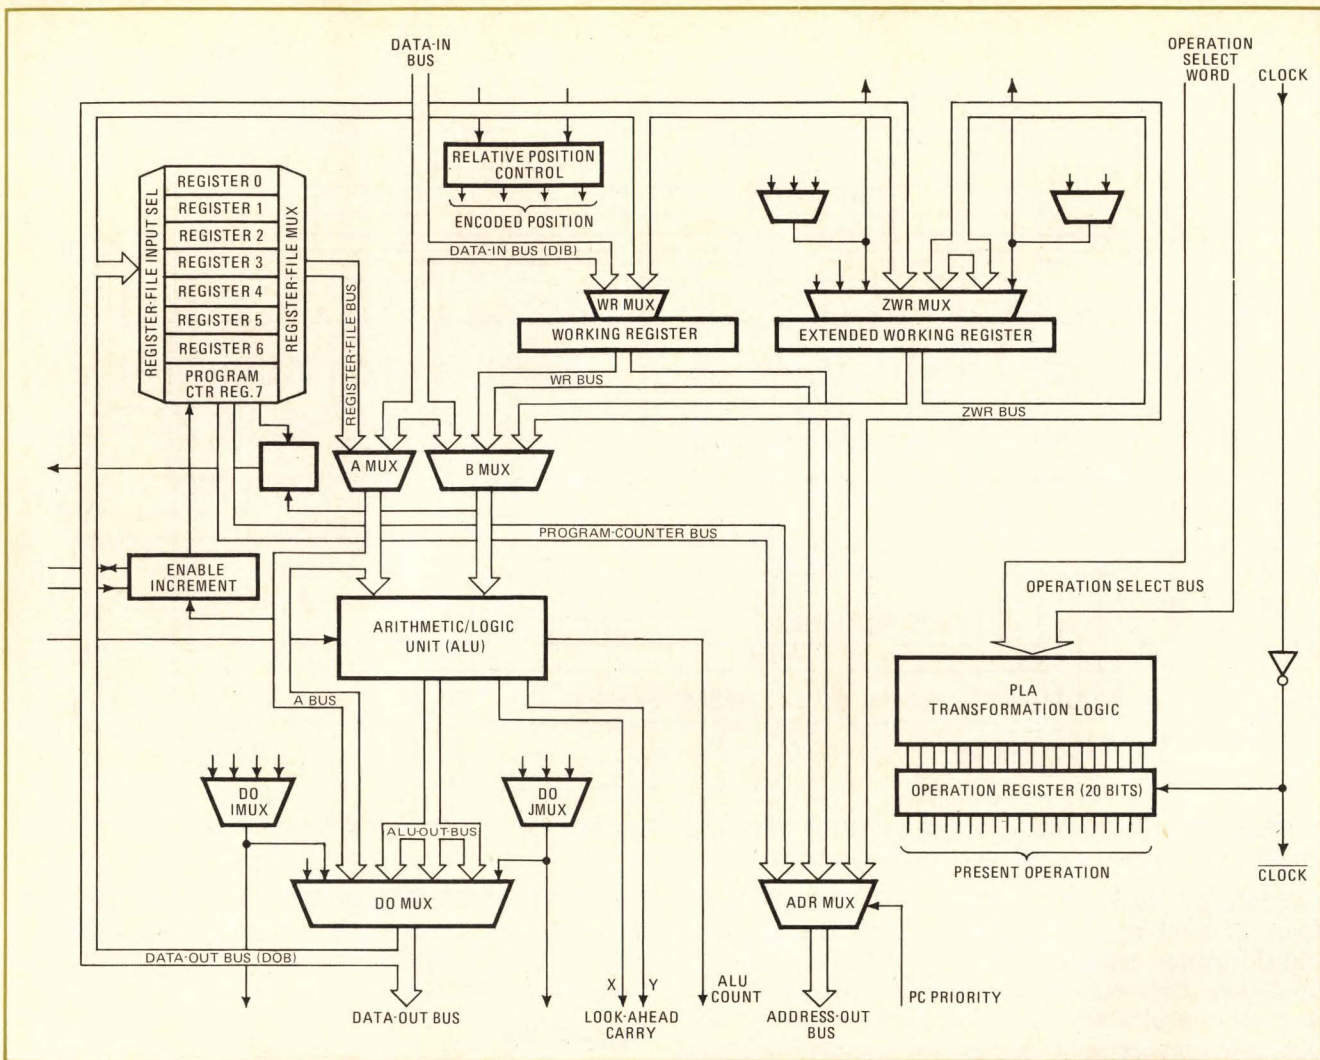 DATA-IN
BUS
OPERATION
SELECT
WORD
CLOCK
RELATIVE POSITION
CONTROL
ENCODED POSITION
REGISTER-FILE INPUT SEL
REGISTER 0
REGISTER 1
REGISTER 2
REGISTER 3
REGISTER 4
REGISTER 5
REGISTER 6
PROGRAM
CTR REG.7
REGISTER-FILE MUX
REGISTER-FILE BUS
DATA-IN BUS (DIB)
WR MUX
WORKING REGISTER
ZWR MUX
EXTENDED WORKING REGISTER
WR BUS
ZWR BUS
A MUX
B MUX
PROGRAM-COUNTER BUS
ENABLE
INCREMENT
ARITHMETIC/LOGIC
UNIT (ALU)
OPERATION SELECT BUS
PLA
TRANSFORMATION LOGIC
OPERATION REGISTER (20 BITS)
PRESENT OPERATION
CLOCK
A BUS
DO
IMUX
DO
JMUX
ALU-OUT-BUS
DO MUX
ADR MUX
DATA-OUT BUS (DOB)
DATA-OUT BUS
X
Y
LOOK-AHEAD
CARRY
ALU
COUNT
ADDRESS-OUT
BUS
PC PRIORITY